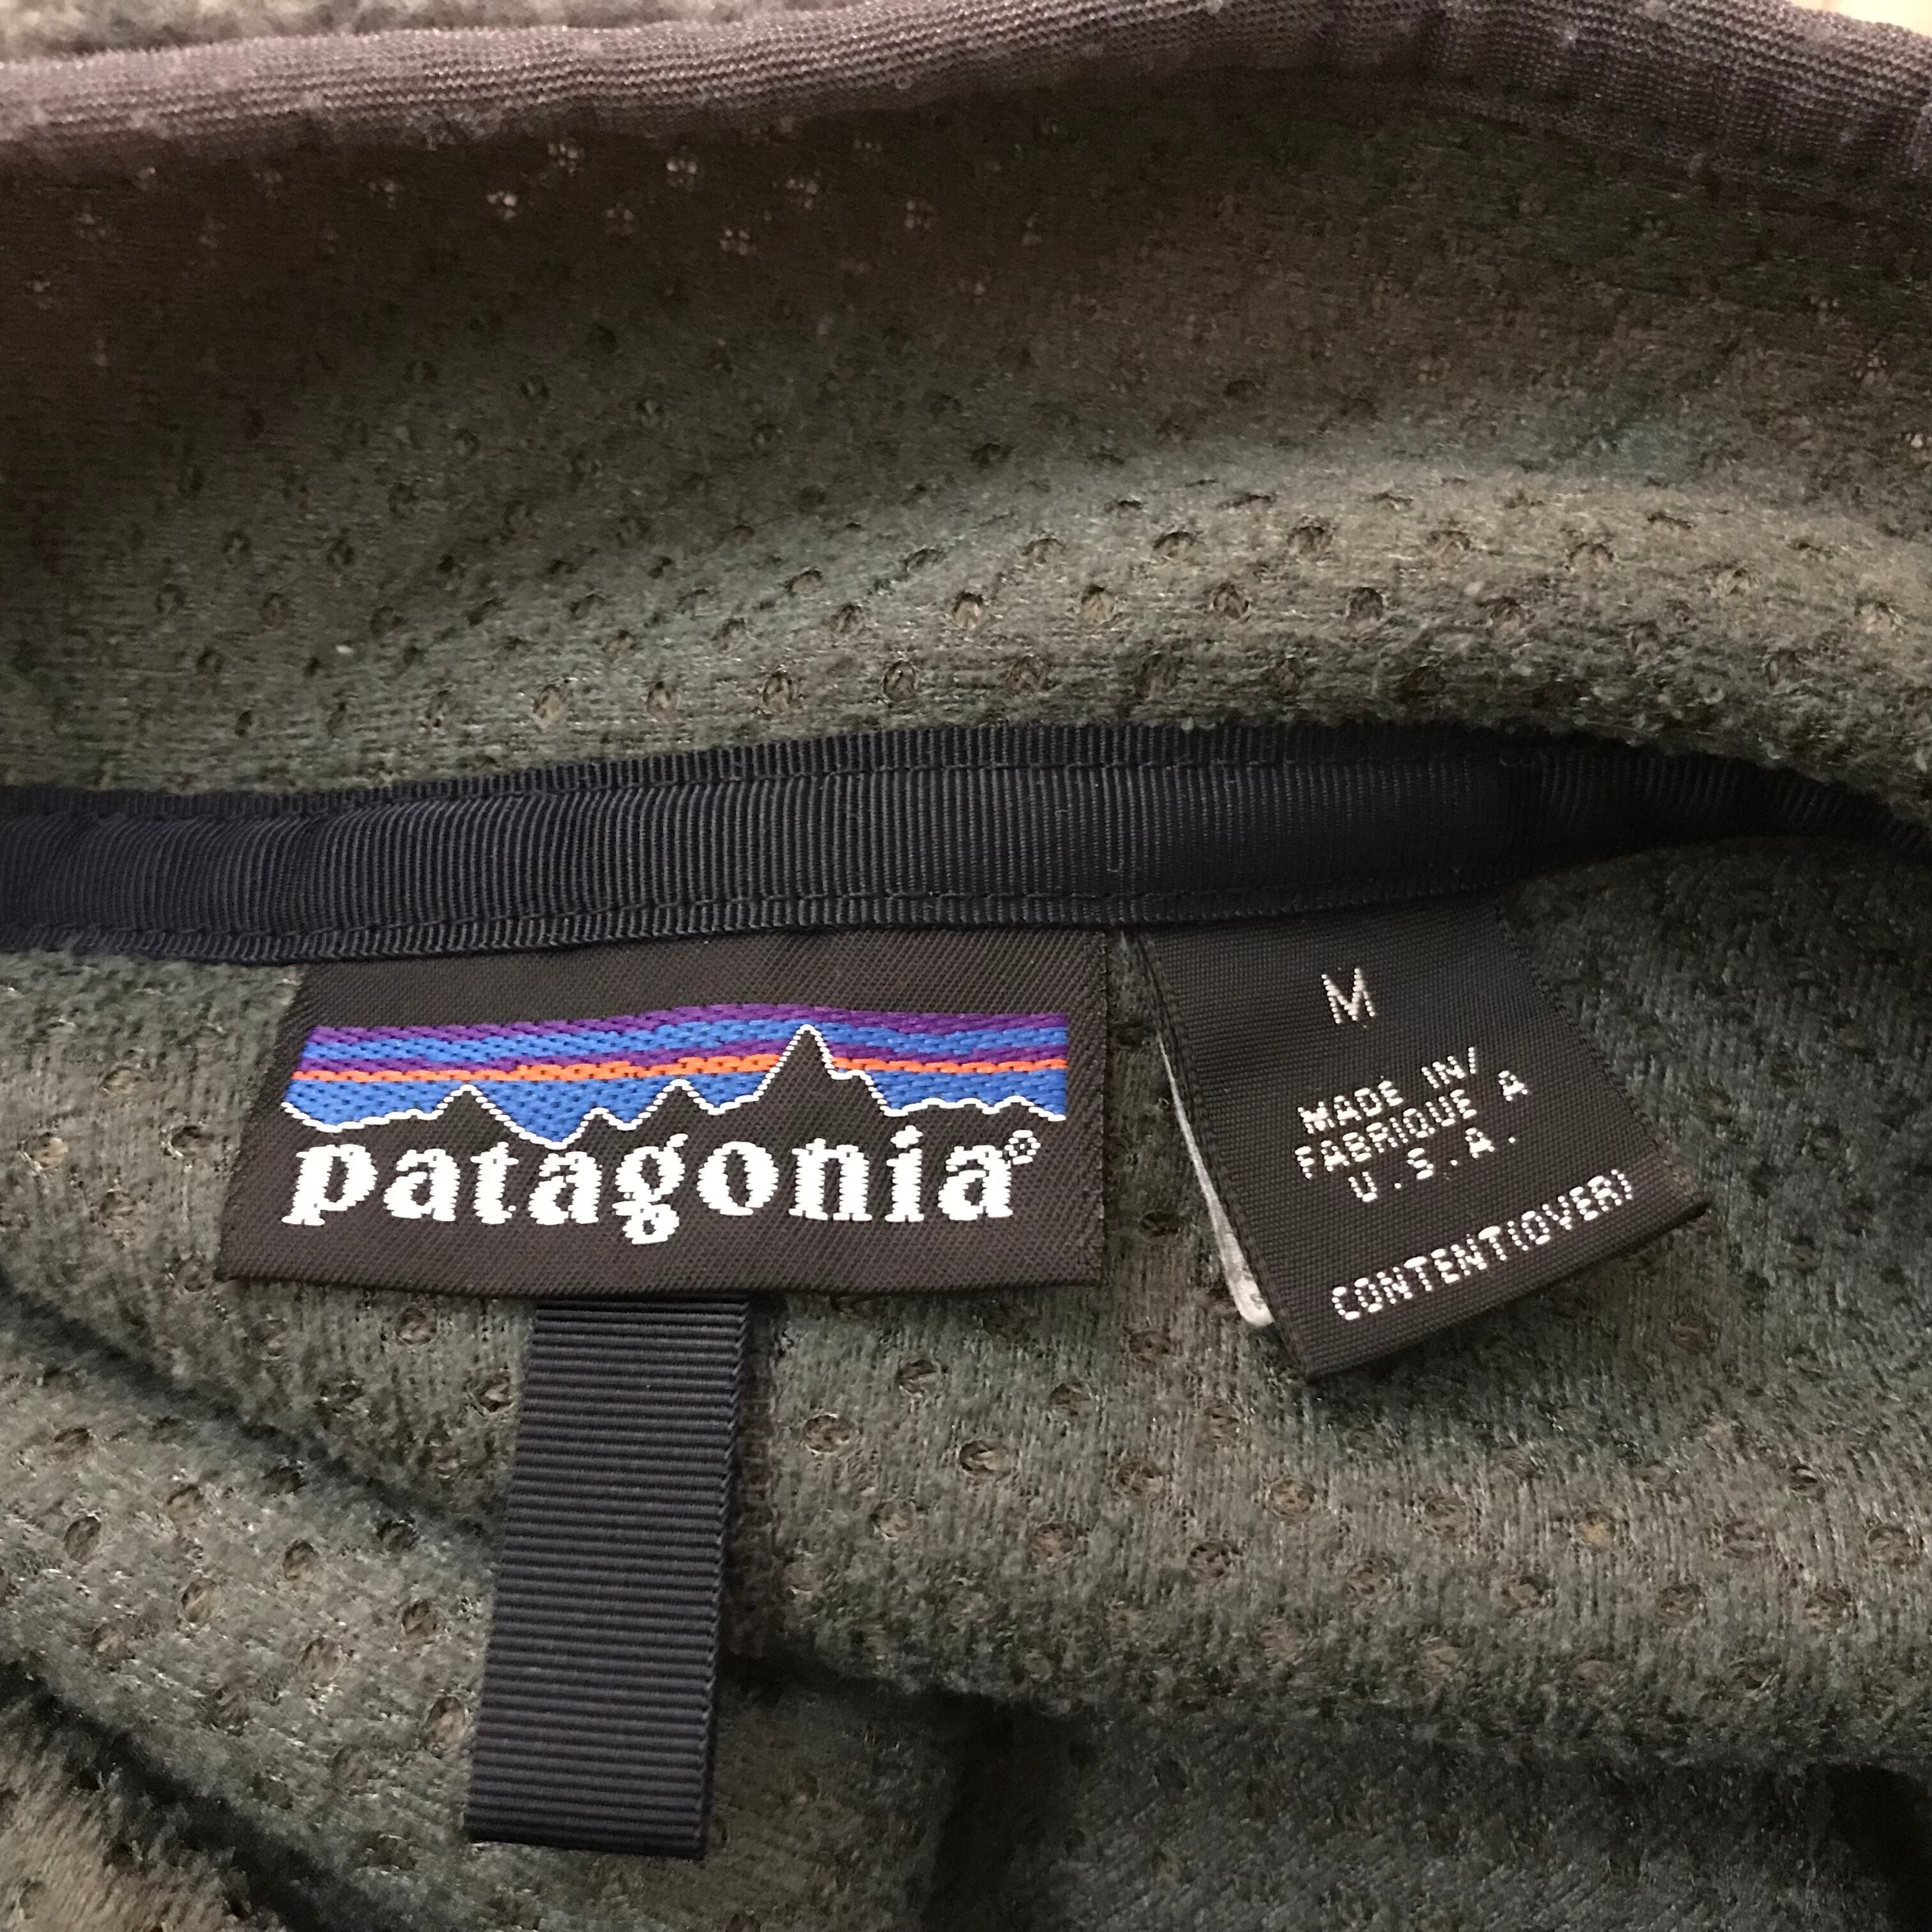 patagonia®
M
MADE IN/
FABRIQUE A
U.S.A.
CONTENT(OVER)